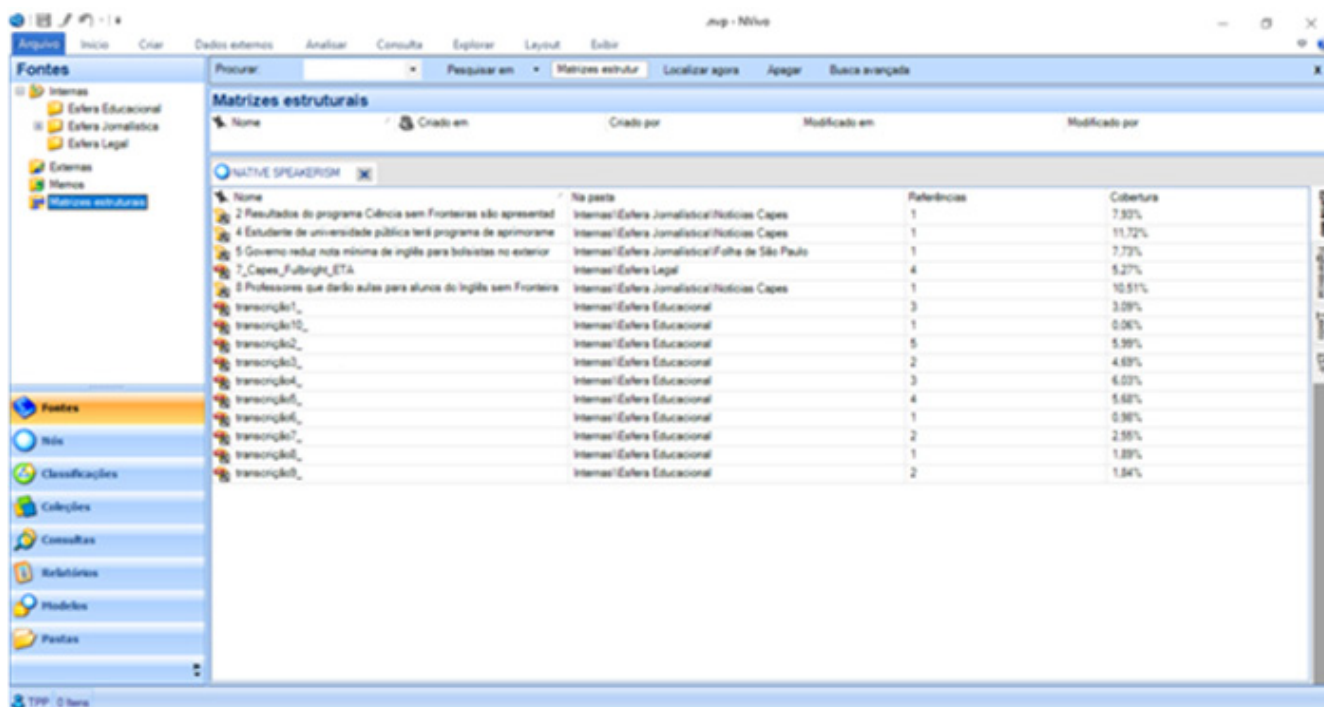 .nvp - NVivo
Arquivo Início Criar Dados externos Analisar Consulta Explorar Layout Exibir
Fontes
Internas
Esfera Educacional
Esfera Jornalística
Esfera Legal
Externas
Memos
Matrizes estruturais
Fontes
Nós
Classificações
Coleções
Consultas
Relatórios
Modelos
Pastas
Procurar: Pesquisar em Matrizes estrutur Localizar agora Apagar Busca avançada
Matrizes estruturais
Nome Criado em Criado por Modificado em Modificado por
NATIVE SPEAKERISM
Nome Na pasta Referências Cobertura
2 Resultados do programa Ciência sem Fronteiras são apresentad Internas\\Esfera Jornalística\Notícias Capes 1 7,93%
4 Estudante de universidade pública terá programa de aprimorame Internas\\Esfera Jornalística\Notícias Capes 1 11,72%
5 Governo reduz nota mínima de inglês para bolsistas no exterior Internas\\Esfera Jornalística\Folha de São Paulo 1 7,73%
7_Capes_Fulbright_ETA Internas\\Esfera Legal 4 5,27%
8 Professores que darão aulas para alunos do Inglês sem Fronteira Internas\\Esfera Jornalística\Notícias Capes 1 10,51%
transcrição1_ Internas\\Esfera Educacional 3 3,09%
transcrição10_ Internas\\Esfera Educacional 1 0,06%
transcrição2_ Internas\\Esfera Educacional 5 5,99%
transcrição3_ Internas\\Esfera Educacional 2 4,69%
transcrição4_ Internas\\Esfera Educacional 3 6,03%
transcrição5_ Internas\\Esfera Educacional 4 5,68%
transcrição6_ Internas\\Esfera Educacional 1 0,98%
transcrição7_ Internas\\Esfera Educacional 2 2,55%
transcrição8_ Internas\\Esfera Educacional 1 1,89%
transcrição9_ Internas\\Esfera Educacional 2 1,84%
TPP 0 Itens